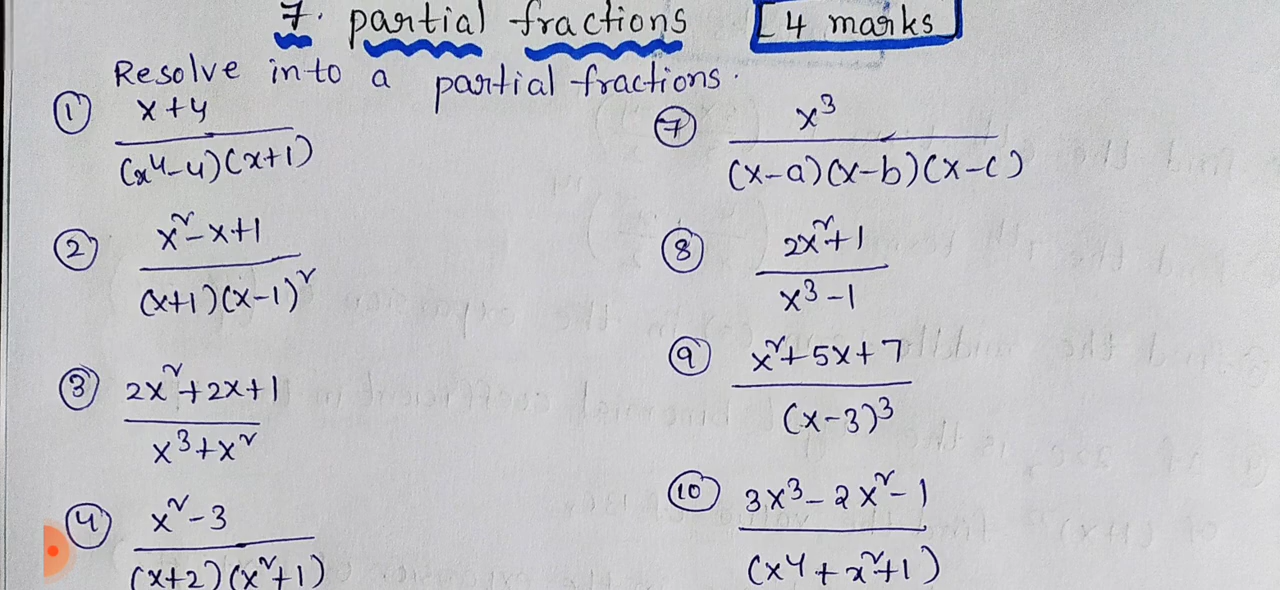 7. partial fractions [4 marks]
Resolve into a partial fractions.
① x+4
(x⁴-4)(x+1)
② x²-x+1
(x+1)(x-1)²
③ 2x²+2x+1
x³+x²
④ x²-3
(x+2)(x²+1)
⑦ x³
(x-a)(x-b)(x-c)
⑧ 2x²+1
x³-1
⑨ x²+5x+7
(x-3)³
⑩ 3x³-2x²-1
(x⁴+x²+1)